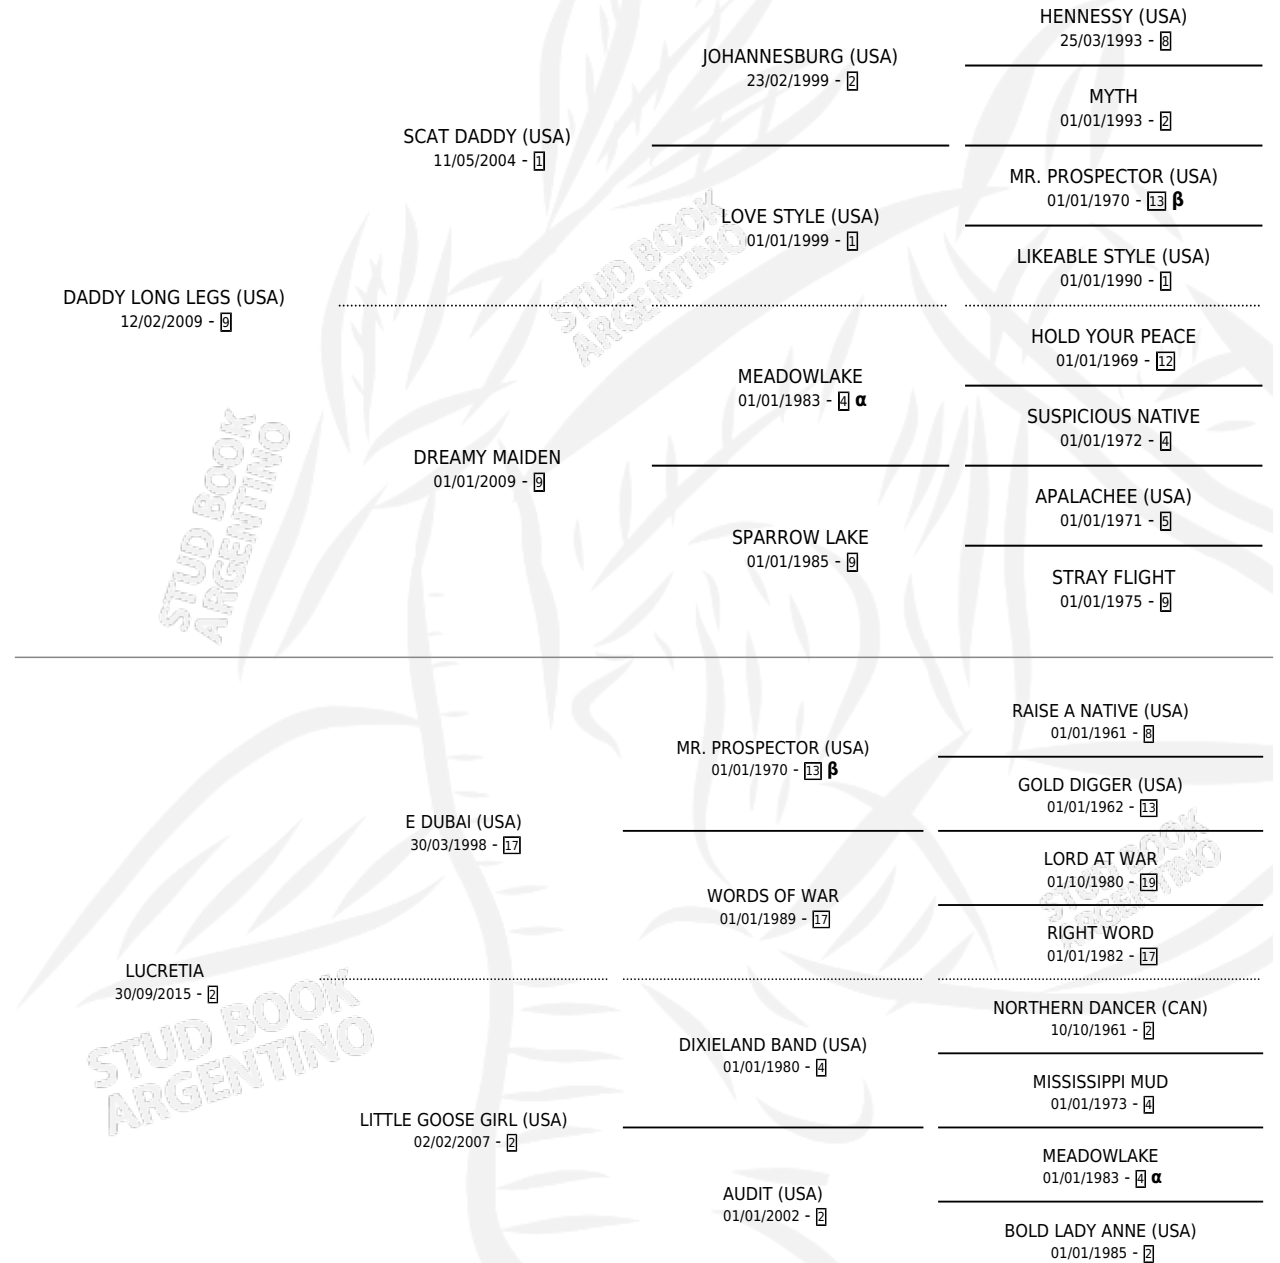 HENNESSY (USA)
25/03/1993 - 8
JOHANNESBURG (USA)
23/02/1999 - 2
MYTH
01/01/1993 - 2
SCAT DADDY (USA)
11/05/2004 - 1
MR. PROSPECTOR (USA)
01/01/1970 - 13 β
LOVE STYLE (USA)
01/01/1999 - 1
LIKEABLE STYLE (USA)
01/01/1990 - 1
STUD BOOK
ARGENTINO
DADDY LONG LEGS (USA)
12/02/2009 - 9
HOLD YOUR PEACE
01/01/1969 - 12
MEADOWLAKE
01/01/1983 - 4 α
SUSPICIOUS NATIVE
01/01/1972 - 4
DREAMY MAIDEN
01/01/2009 - 9
APALACHEE (USA)
01/01/1971 - 5
SPARROW LAKE
01/01/1985 - 9
STRAY FLIGHT
01/01/1975 - 9
STUD BOOK
ARGENTINO
RAISE A NATIVE (USA)
01/01/1961 - 8
MR. PROSPECTOR (USA)
01/01/1970 - 13 β
GOLD DIGGER (USA)
01/01/1962 - 13
E DUBAI (USA)
30/03/1998 - 17
LORD AT WAR
01/10/1980 - 19
WORDS OF WAR
01/01/1989 - 17
RIGHT WORD
01/01/1982 - 17
STUD BOOK
ARGENTINO
LUCRETIA
30/09/2015 - 2
NORTHERN DANCER (CAN)
10/10/1961 - 2
DIXIELAND BAND (USA)
01/01/1980 - 4
MISSISSIPPI MUD
01/01/1973 - 4
LITTLE GOOSE GIRL (USA)
02/02/2007 - 2
MEADOWLAKE
01/01/1983 - 4 α
AUDIT (USA)
01/01/2002 - 2
BOLD LADY ANNE (USA)
01/01/1985 - 2
STUD BOOK
ARGENTINO